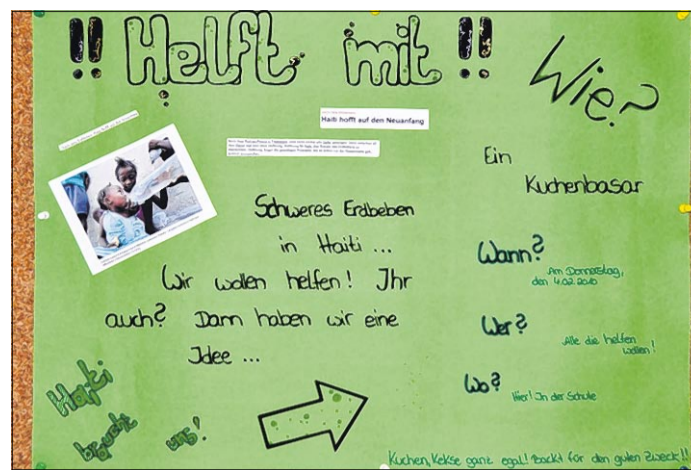 !! Helft mit !!
Wie?
Haiti hofft auf den Neuanfang
Schweres Erdbeben
in Haiti ...
Wir wollen helfen! Ihr
auch? Dann haben wir eine
Idee ...
Haiti
braucht
uns!
Ein
Kuchenbasar
Wann?
Am Donnerstag,
den 4.02.2010
Wer?
Alle die helfen
wollen!
Wo?
Hier! In der Schule
Kuchen, Kekse ganz egal! Backt für den guten Zweck!!